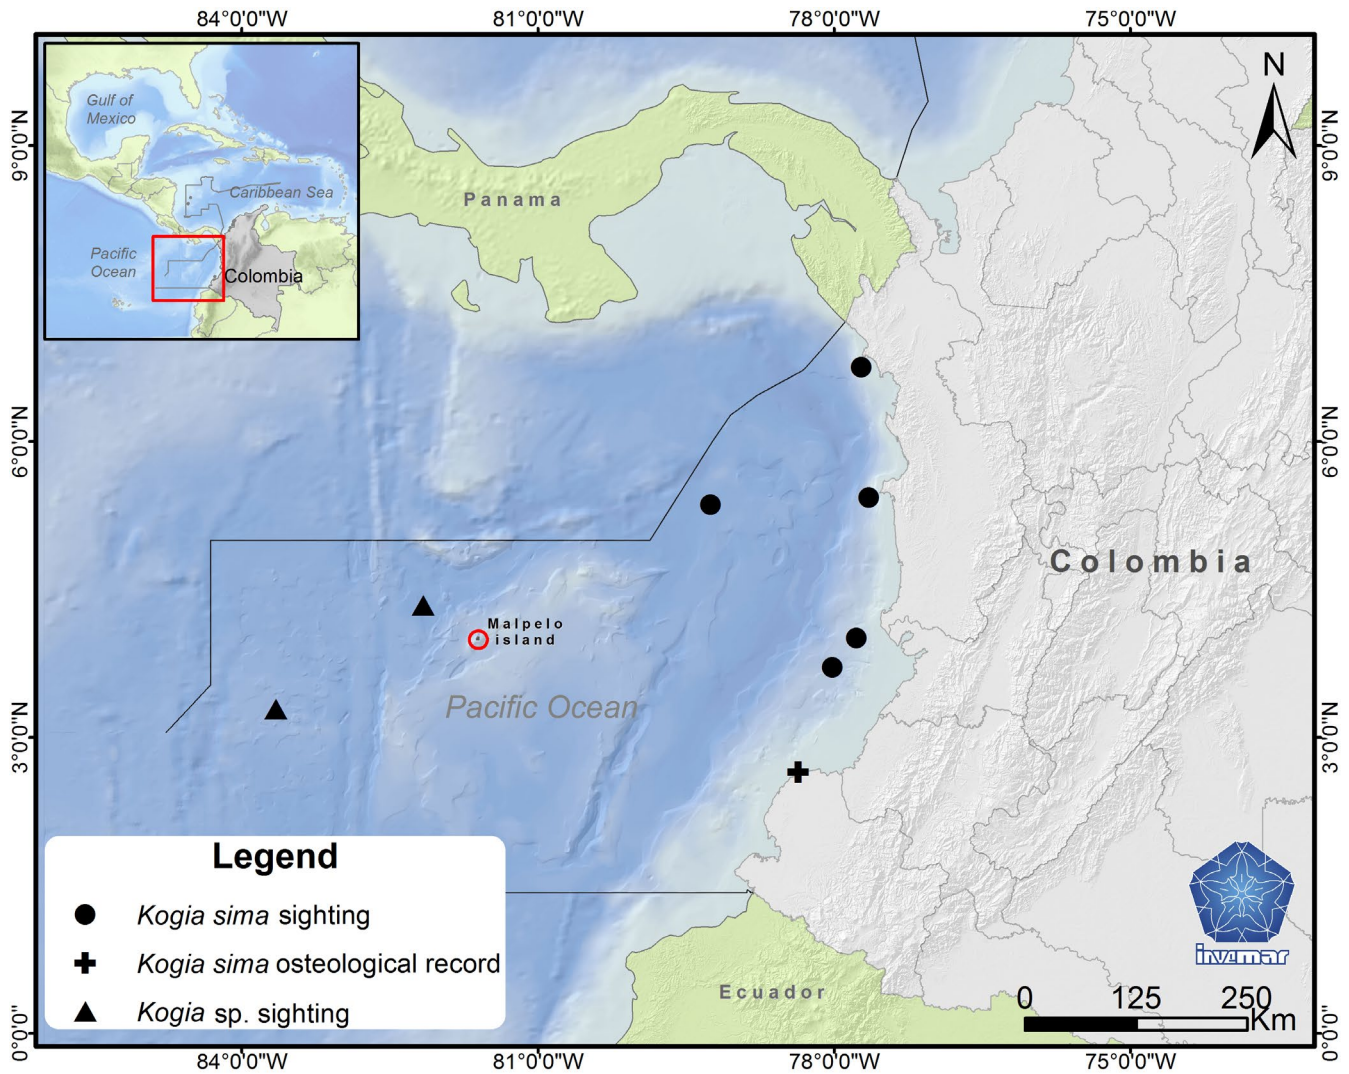 84°0'0"W
81°0'0"W
78°0'0"W
75°0'0"W
Gulf of
Mexico
Caribbean Sea
Pacific
Ocean
Colombia
N
9°0'0"N
9°0'0"N
Panama
6°0'0"N
6°0'0"N
Colombia
Malpelo
island
Pacific Ocean
3°0'0"N
3°0'0"N
Legend
Kogia sima sighting
Kogia sima osteological record
Kogia sp. sighting
Ecuador
invemar
0 125 250
Km
0°0'0"
0°0'0"
84°0'0"W
81°0'0"W
78°0'0"W
75°0'0"W